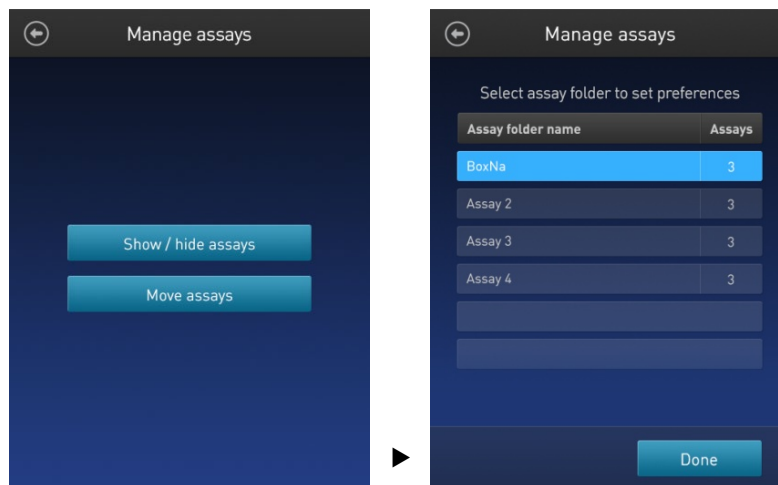 Manage assays
Show / hide assays
Move assays
Manage assays
Select assay folder to set preferences
Assay folder name Assays
BoxNa 3
Assay 2 3
Assay 3 3
Assay 4 3
Done